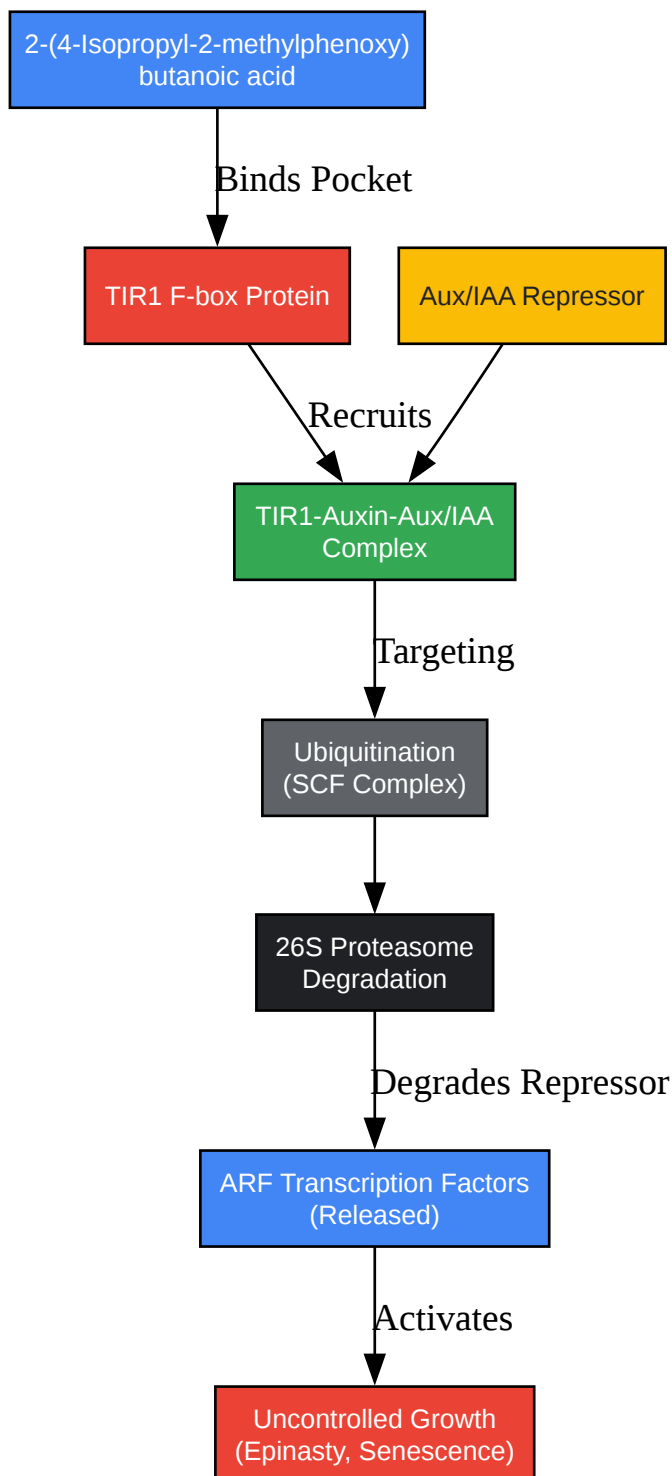 2-(4-Isopropyl-2-methylphenoxy)
butanoic acid
Binds Pocket
TIR1 F-box Protein
Aux/IAA Repressor
Recruits
TIR1-Auxin-Aux/IAA
Complex
Targeting
Ubiquitination
(SCF Complex)
26S Proteasome
Degradation
Degrades Repressor
ARF Transcription Factors
(Released)
Activates
Uncontrolled Growth
(Epinasty, Senescence)